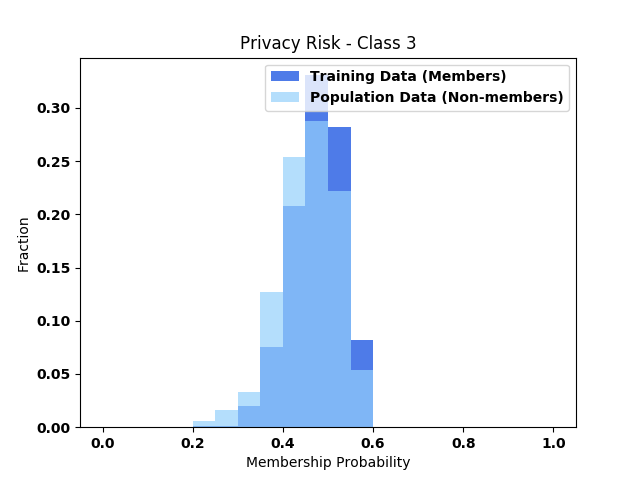 Privacy Risk - Class 3
Training Data (Members)
Population Data (Non-members)
0.30
0.25
0.20
0.15
0.10
0.05
0.00
Fraction
0.0 0.2 0.4 0.6 0.8 1.0
Membership Probability